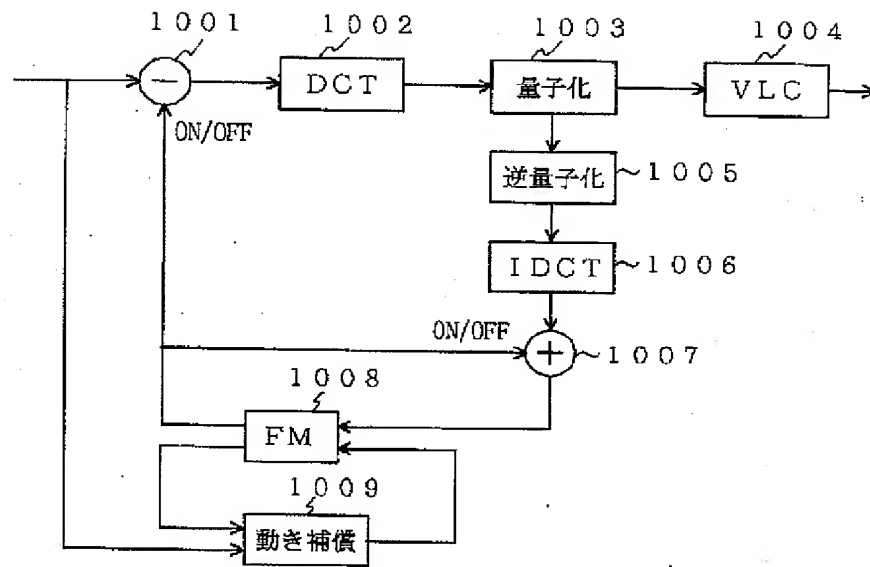 １００１
１００２
１００３
１００４
−
ＤＣＴ
量子化
ＶＬＣ
ON/OFF
逆量子化
１００５
ＩＤＣＴ
１００６
ON/OFF
+
１００７
１００８
ＦＭ
１００９
動き補償